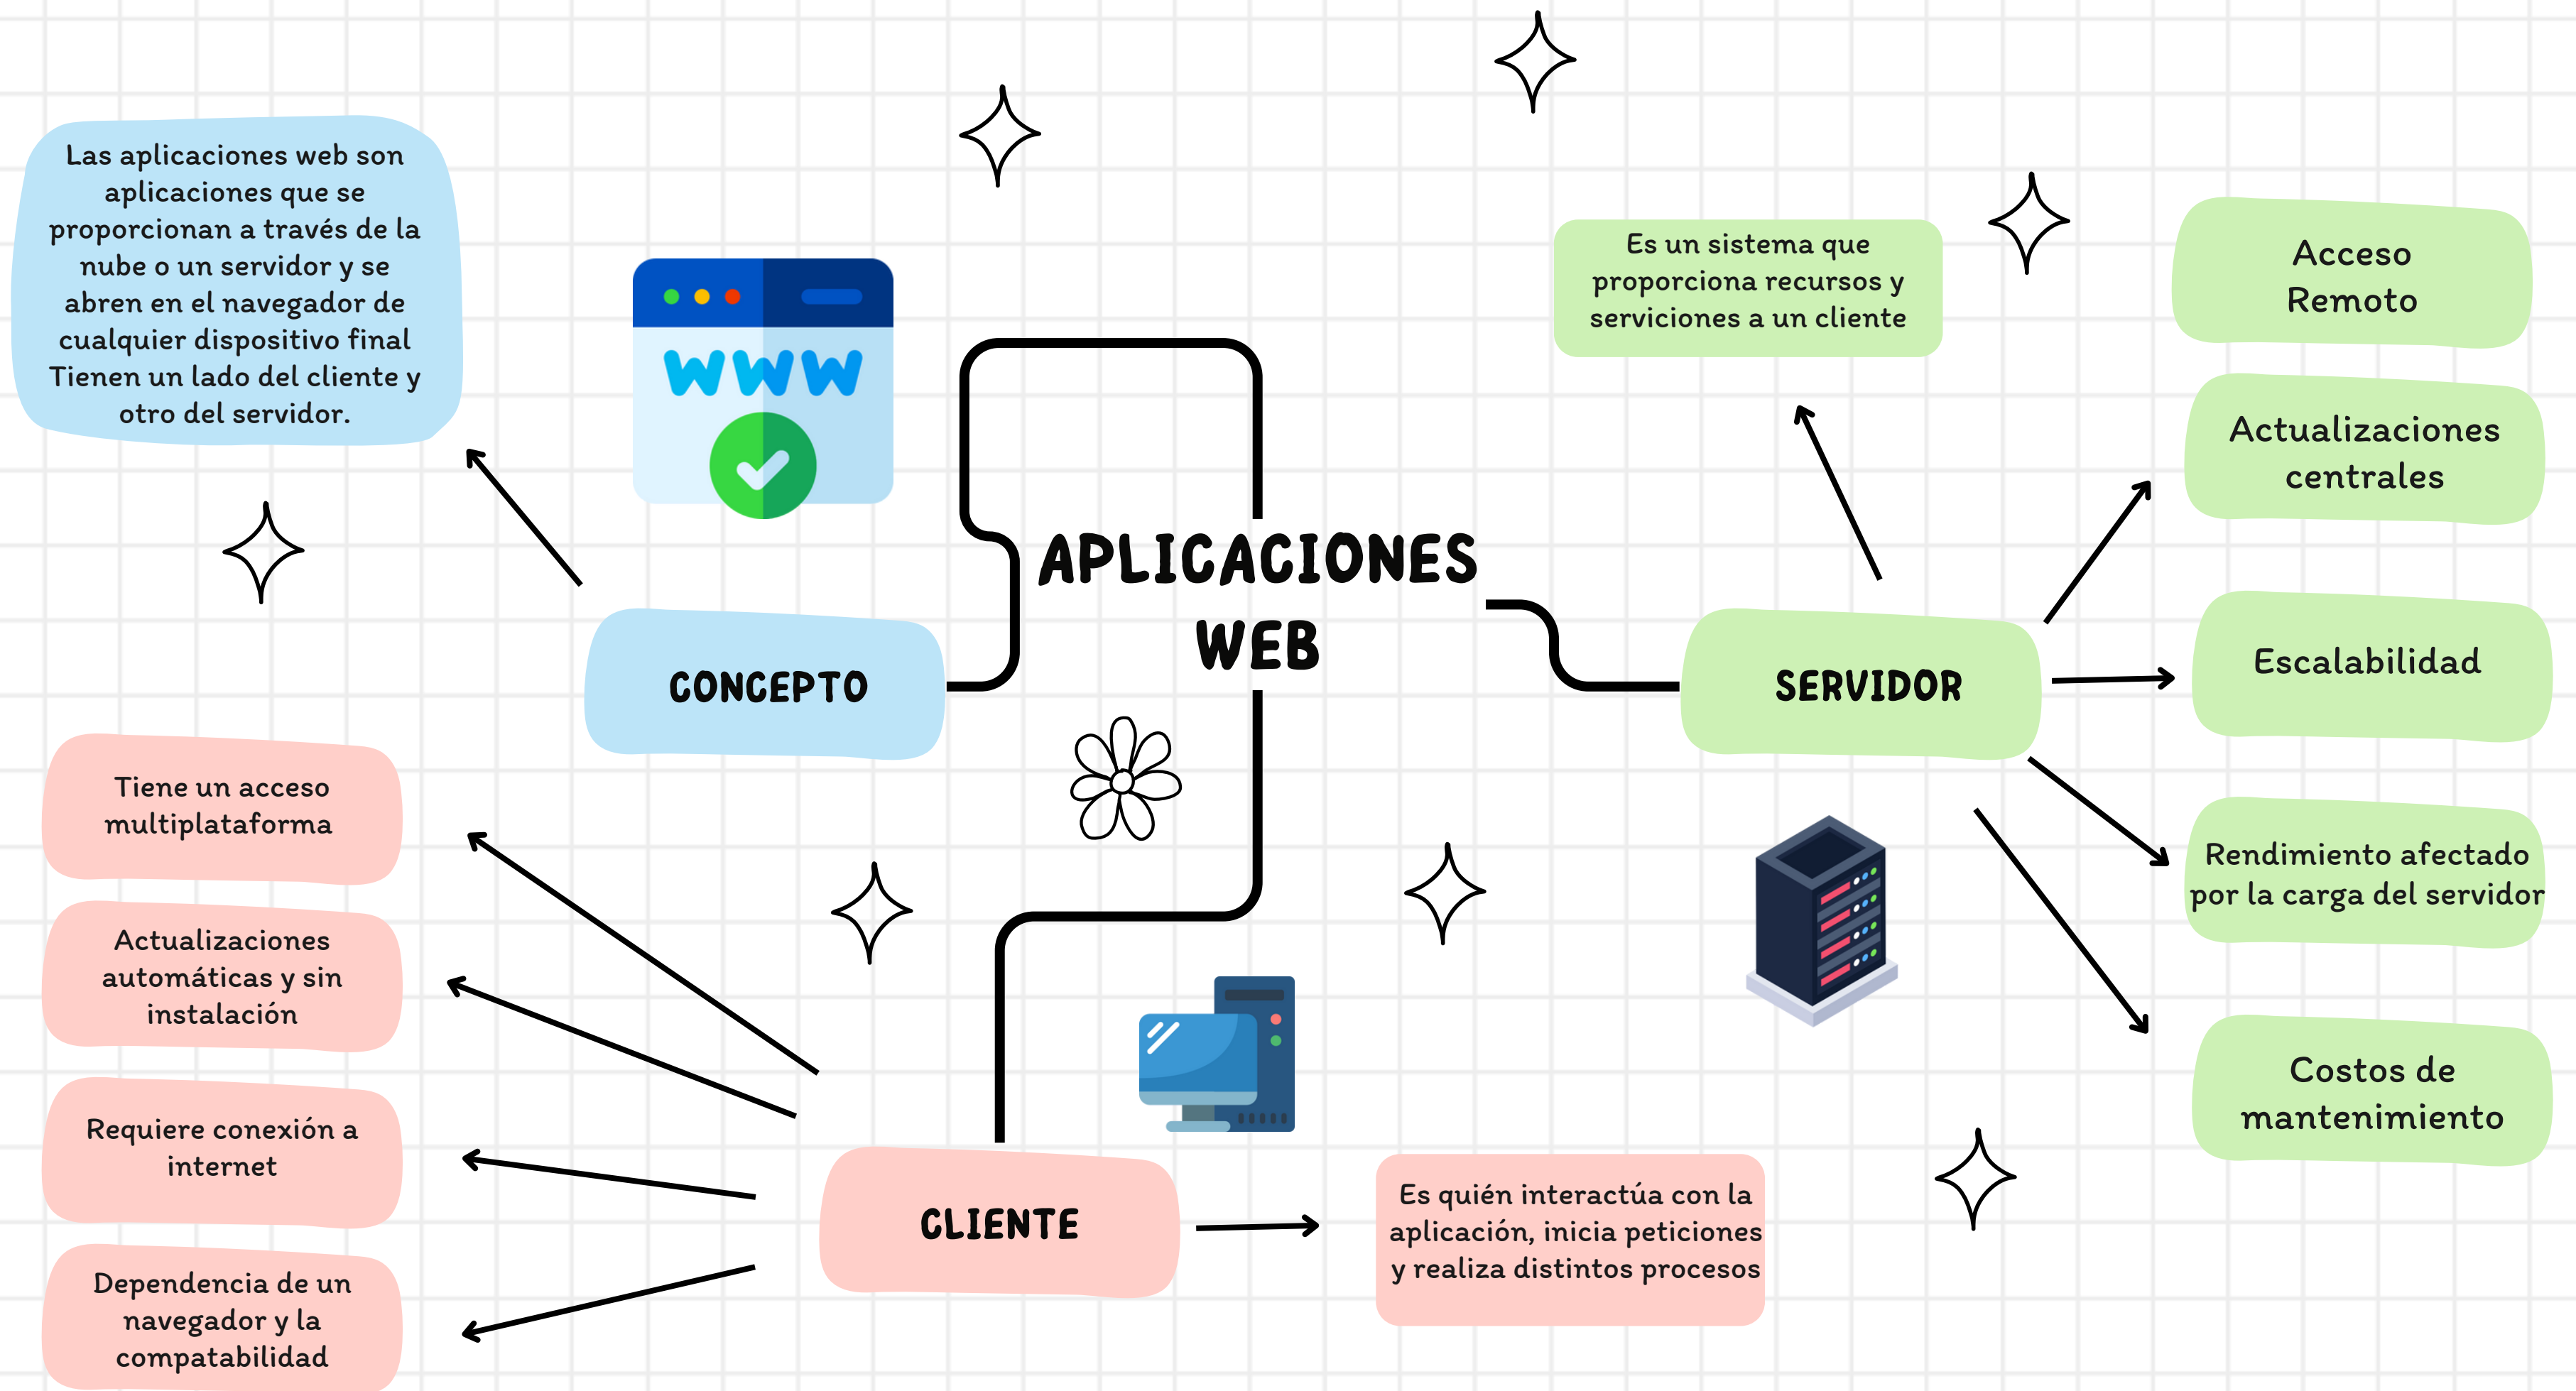 APLICACIONES
WEB
CONCEPTO
Las aplicaciones web son
aplicaciones que se
proporcionan a través de la
nube o un servidor y se
abren en el navegador de
cualquier dispositivo final
Tienen un lado del cliente y
otro del servidor.
WWW
SERVIDOR
Es un sistema que
proporciona recursos y
serviciones a un cliente
Acceso
Remoto
Actualizaciones
centrales
Escalabilidad
Rendimiento afectado
por la carga del servidor
Costos de
mantenimiento
CLIENTE
Es quién interactúa con la
aplicación, inicia peticiones
y realiza distintos procesos
Tiene un acceso
multiplataforma
Actualizaciones
automáticas y sin
instalación
Requiere conexión a
internet
Dependencia de un
navegador y la
compatabilidad